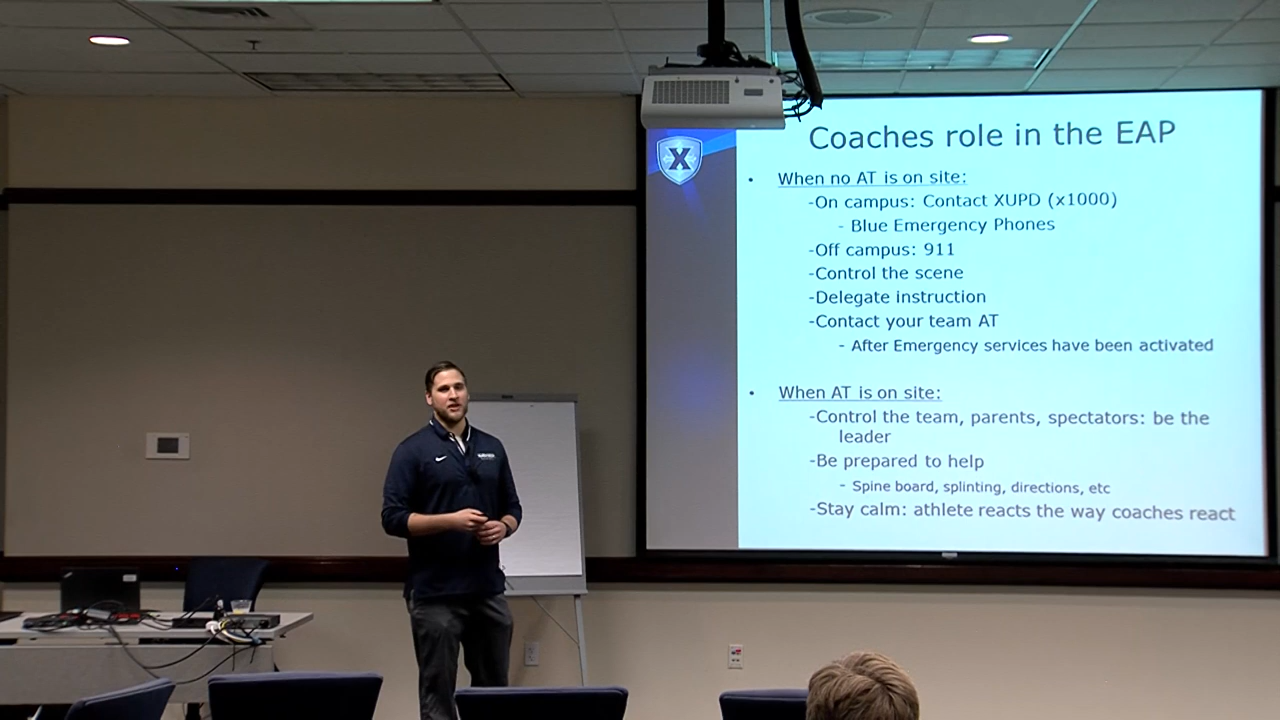 X
Coaches role in the EAP
• When no AT is on site:
-On campus: Contact XUPD (x1000)
- Blue Emergency Phones
-Off campus: 911
-Control the scene
-Delegate instruction
-Contact your team AT
- After Emergency services have been activated
• When AT is on site:
-Control the team, parents, spectators: be the
leader
-Be prepared to help
- Spine board, splinting, directions, etc
-Stay calm: athlete reacts the way coaches react